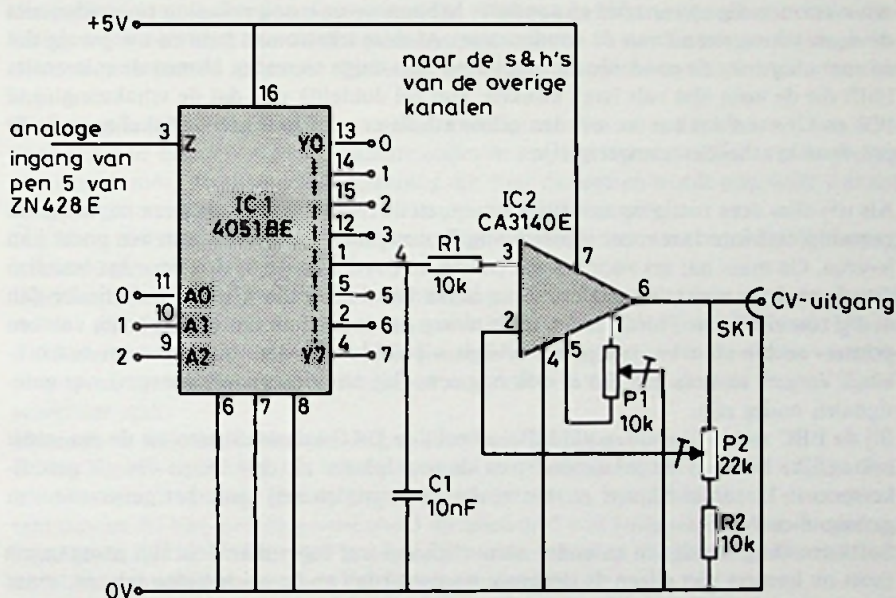 +5V
naar de s&h's
van de overige
kanalen
16
analoge
ingang van
pen 5 van
ZN428E
3
Z
Y0
13
0
14
1
15
2
12
3
1
4
5
5
2
6
Y7
4
7
IC1
4051BE
0
11
A0
1
10
A1
2
9
A2
6
7
8
R1
10k
C1
10nF
IC2
CA3140E
3
2
7
6
1
5
4
P1
10k
CV-uitgang
SK1
P2
22k
R2
10k
0V